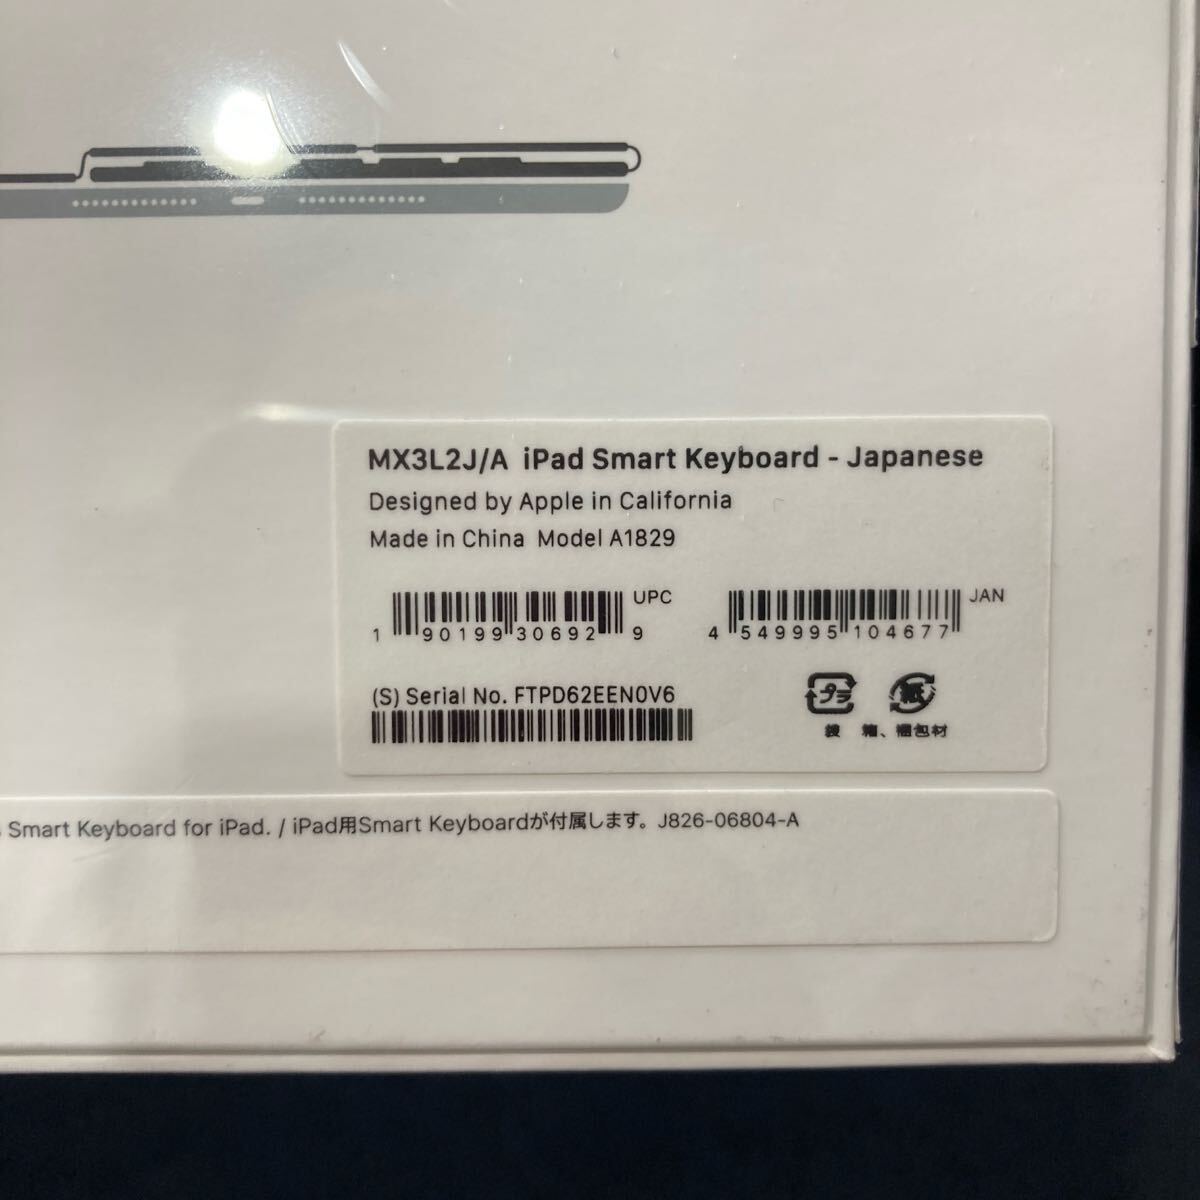 MX3L2J/A iPad Smart Keyboard - Japanese
Designed by Apple in California
Made in China Model A1829
UPC
1 90199 30692 9
JAN
4 549995 104677
(S) Serial No. FTPD62EEN0V6
プラ 紙
袋 箱、梱包材
Smart Keyboard for iPad. / iPad用Smart Keyboardが付属します。J826-06804-A